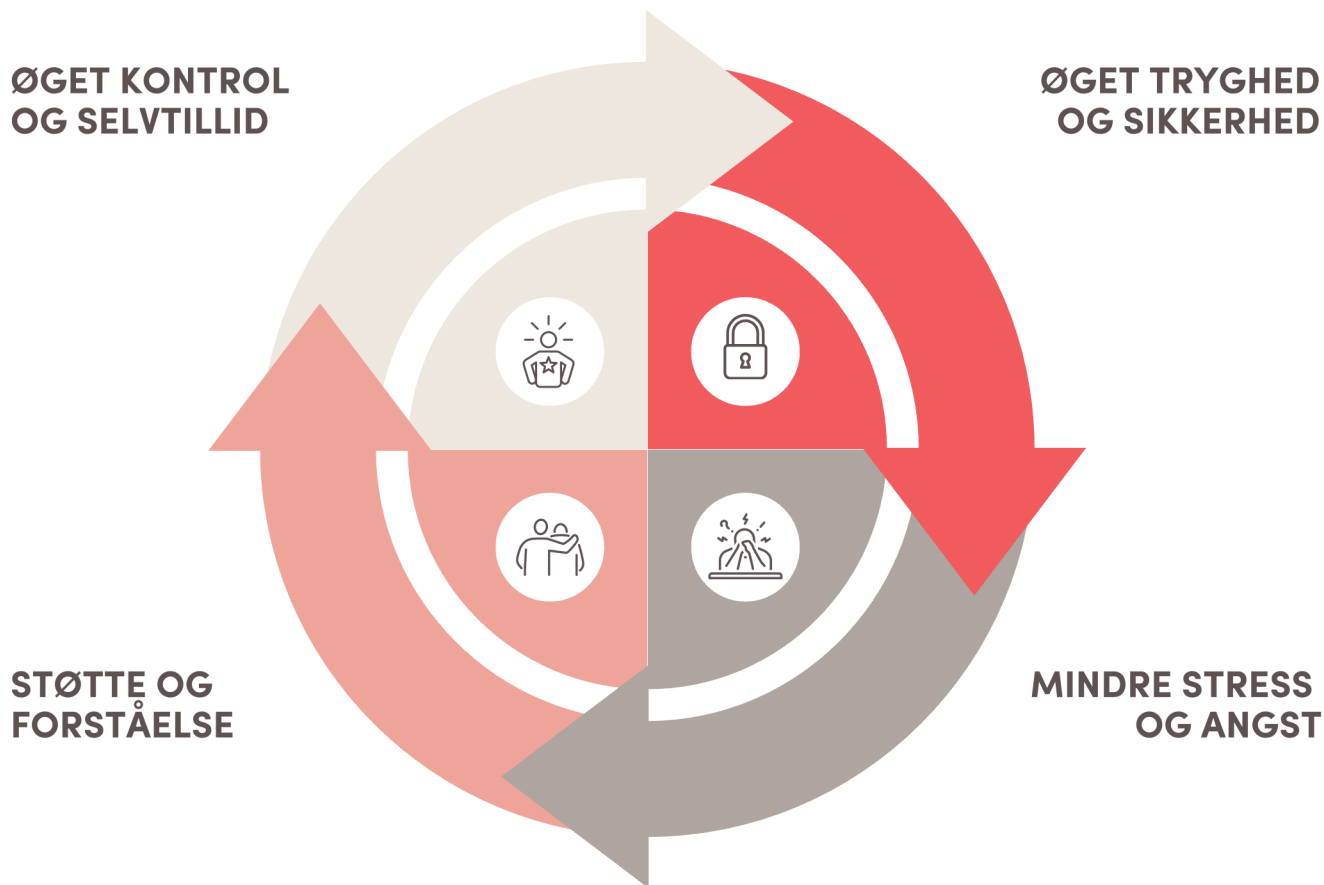 ØGET KONTROL
OG SELVTILLID
ØGET TRYGHED
OG SIKKERHED
STØTTE OG
FORSTÅELSE
MINDRE STRESS
OG ANGST